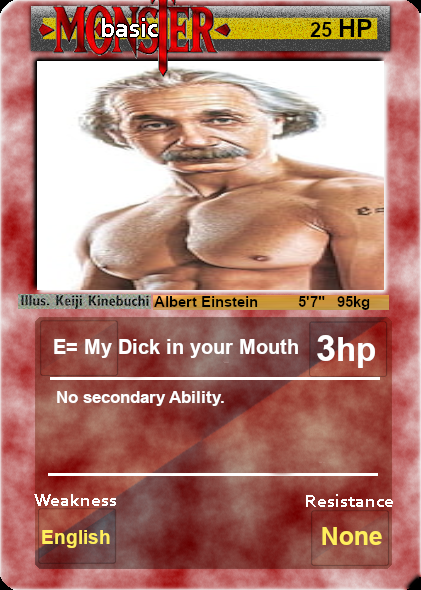 MONSTER
basic
25 HP
Illus. Keiji Kinebuchi Albert Einstein 5'7" 95kg
E=
E= My Dick in your Mouth 3hp
No secondary Ability.
Weakness Resistance
English None